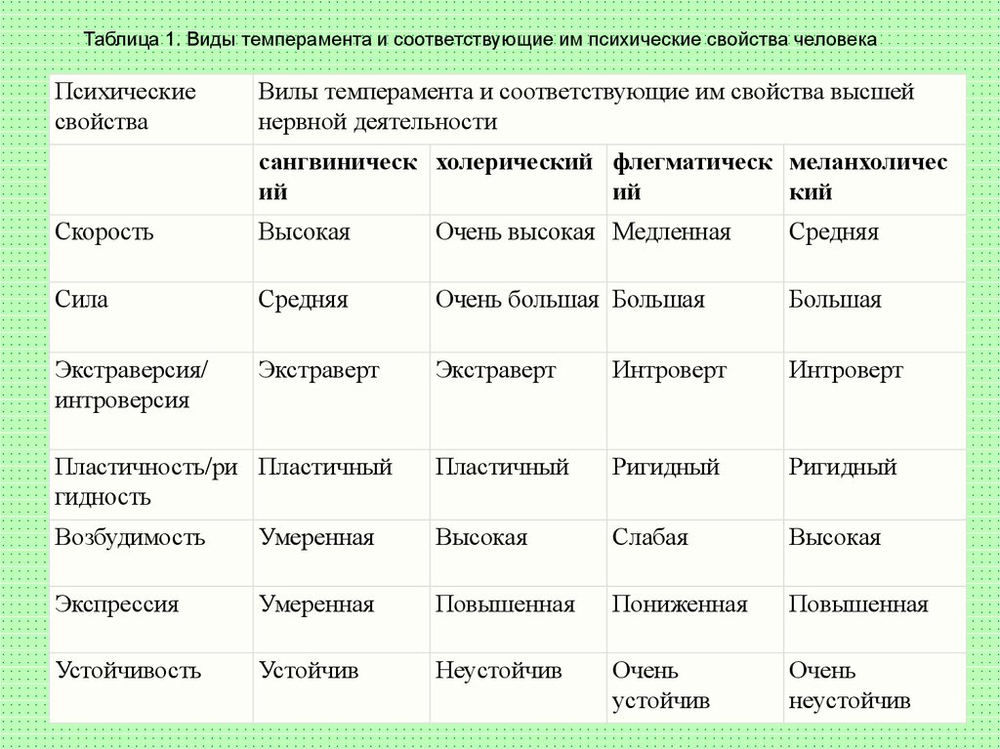 Таблица 1. Виды темперамента и соответствующие им психические свойства человека
Психические свойства
Вилы темперамента и соответствующие им свойства высшей
нервной деятельности
сангвиническ
ий
холерический
флегматическ
ий
меланхоличес
кий
Скорость
Высокая
Очень высокая
Медленная
Средняя
Сила
Средняя
Очень большая
Большая
Большая
Экстраверсия/
интроверсия
Экстраверт
Экстраверт
Интроверт
Интроверт
Пластичность/ри
гидность
Пластичный
Пластичный
Ригидный
Ригидный
Возбудимость
Умеренная
Высокая
Слабая
Высокая
Экспрессия
Умеренная
Повышенная
Пониженная
Повышенная
Устойчивость
Устойчив
Неустойчив
Очень
устойчив
Очень
неустойчив